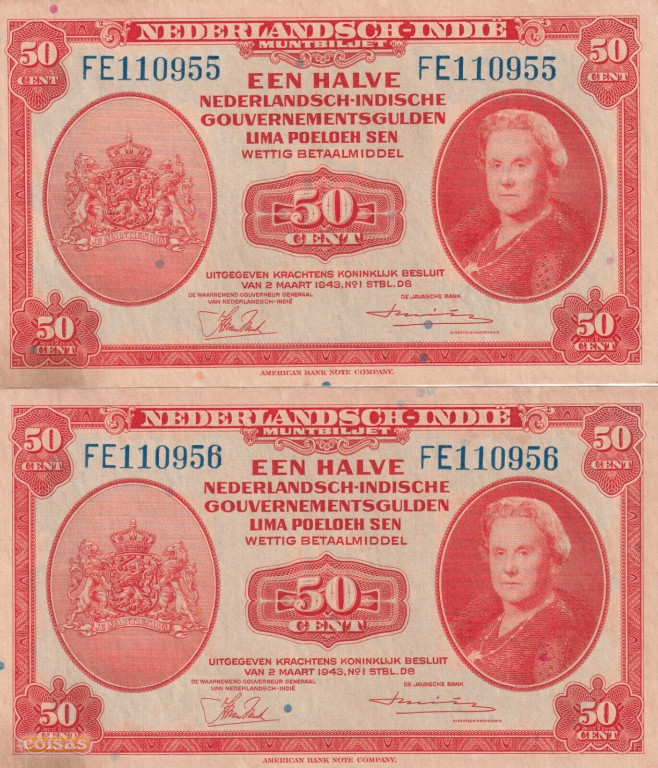 NEDERLANDSCH-INDIË
MUNTBILJET
50 CENT
50 CENT
FE110955 FE110955
EEN HALVE
NEDERLANDSCH-INDISCHE
GOUVERNEMENTSGULDEN
LIMA POELOEH SEN
WETTIG BETAALMIDDEL
50
CENT
UITGEGEVEN KRACHTENS KONINKLIJK BESLUIT
VAN 2 MAART 1943, No 1 STBL. D8
DE WAARNEMEND GOUVERNEUR GENERAAL
VAN NEDERLANDSCH-INDIË
DE JAVASCHE BANK
50 CENT
50 CENT
AMERICAN BANK NOTE COMPANY.
NEDERLANDSCH-INDIË
MUNTBILJET
50 CENT
50 CENT
FE110956 FE110956
EEN HALVE
NEDERLANDSCH-INDISCHE
GOUVERNEMENTSGULDEN
LIMA POELOEH SEN
WETTIG BETAALMIDDEL
50
CENT
UITGEGEVEN KRACHTENS KONINKLIJK BESLUIT
VAN 2 MAART 1943, No 1 STBL. D8
DE WAARNEMEND GOUVERNEUR GENERAAL
VAN NEDERLANDSCH-INDIË
DE JAVASCHE BANK
50 CENT
50 CENT
coisas
AMERICAN BANK NOTE COMPANY.